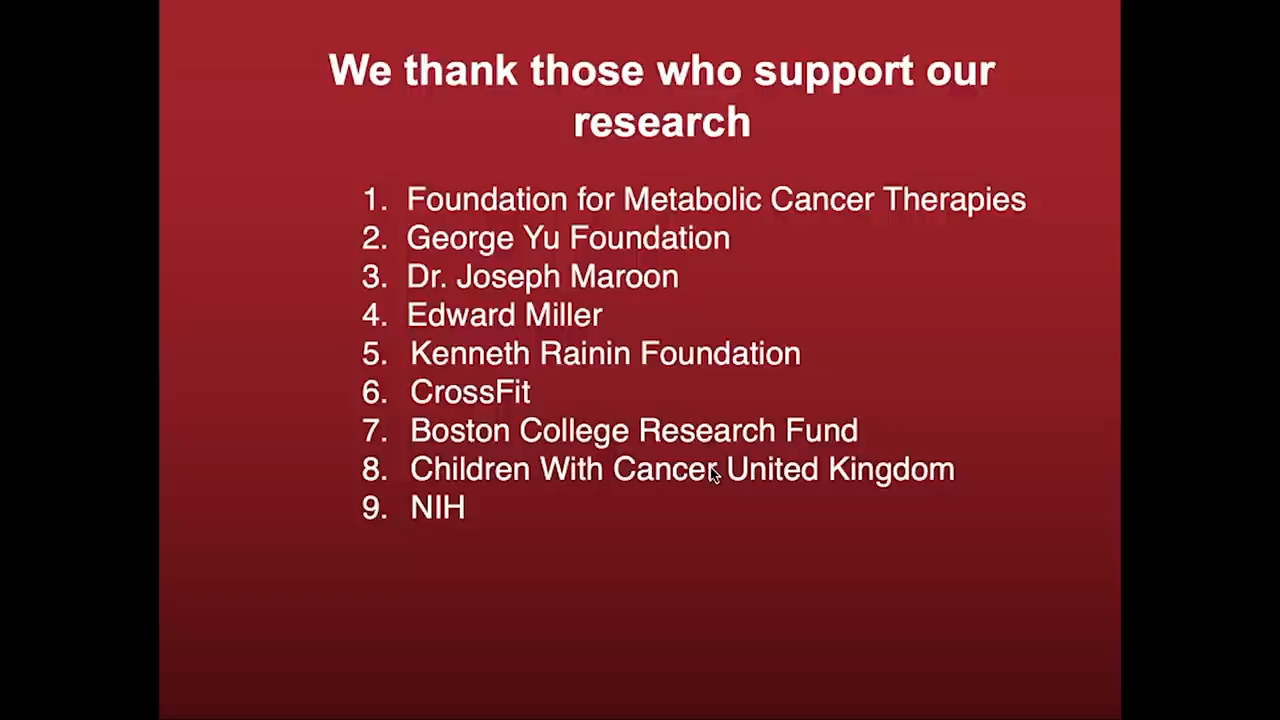 We thank those who support our
research
1. Foundation for Metabolic Cancer Therapies
2. George Yu Foundation
3. Dr. Joseph Maroon
4. Edward Miller
5. Kenneth Rainin Foundation
6. CrossFit
7. Boston College Research Fund
8. Children With Cancer United Kingdom
9. NIH